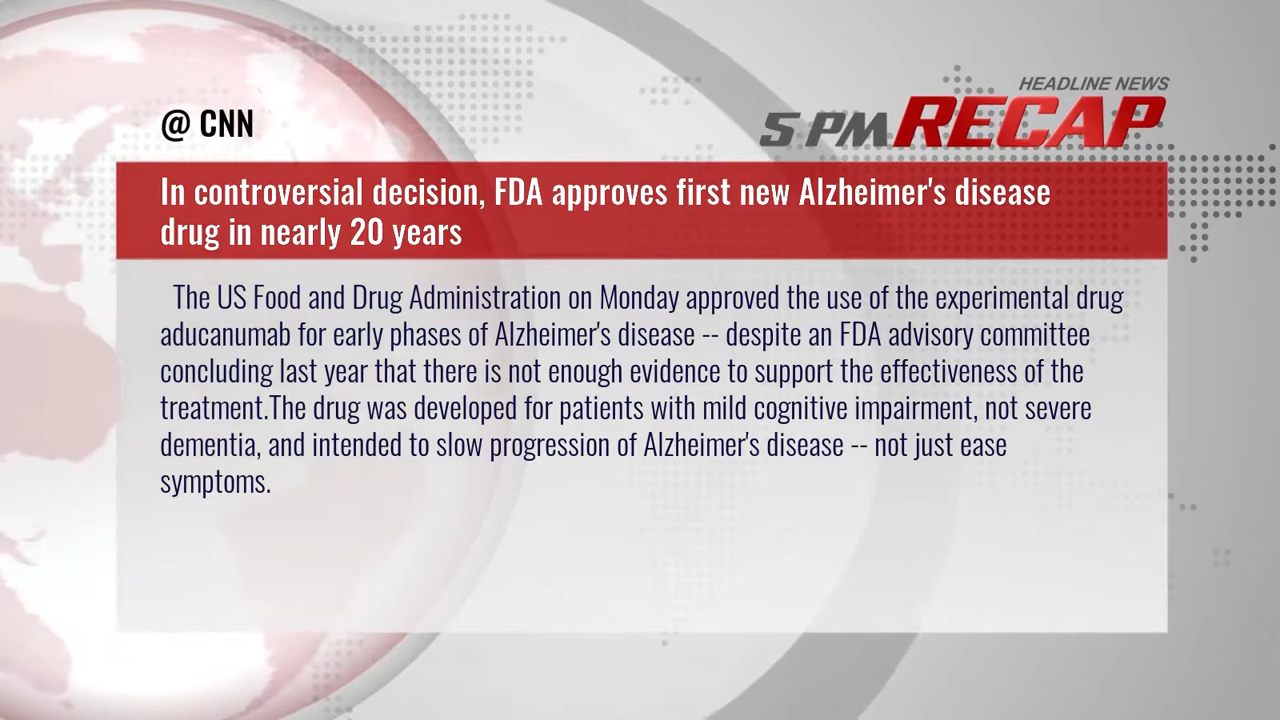 HEADLINE NEWS
@ CNN
5 PM RECAP
In controversial decision, FDA approves first new Alzheimer's disease
drug in nearly 20 years
The US Food and Drug Administration on Monday approved the use of the experimental drug
aducanumab for early phases of Alzheimer's disease -- despite an FDA advisory committee
concluding last year that there is not enough evidence to support the effectiveness of the
treatment.The drug was developed for patients with mild cognitive impairment, not severe
dementia, and intended to slow progression of Alzheimer's disease -- not just ease
symptoms.